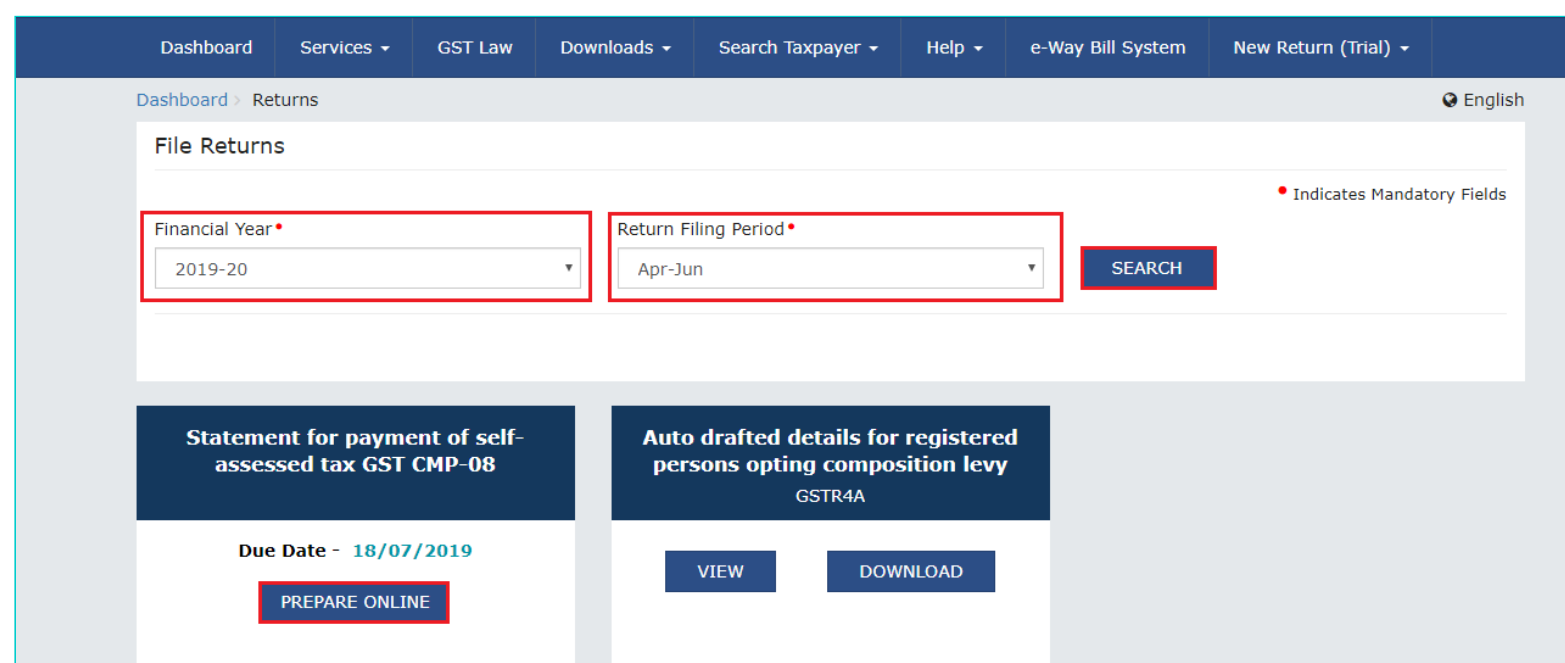 Dashboard Services GST Law Downloads Search Taxpayer Help e-Way Bill System New Return (Trial)
Dashboard > Returns English
File Returns
• Indicates Mandatory Fields
Financial Year• Return Filing Period•
2019-20 Apr-Jun SEARCH
Statement for payment of self-
assessed tax GST CMP-08
Auto drafted details for registered
persons opting composition levy
GSTR4A
Due Date - 18/07/2019
PREPARE ONLINE
VIEW DOWNLOAD